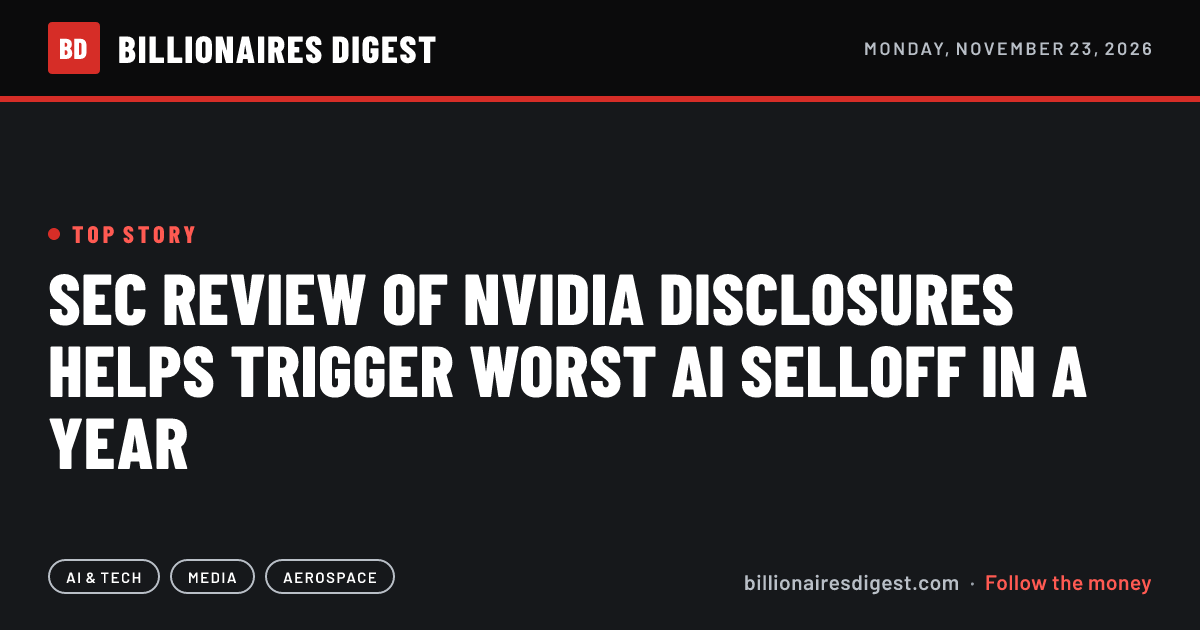 BD
BILLIONAIRES DIGEST
MONDAY, NOVEMBER 23, 2026
TOP STORY
SEC REVIEW OF NVIDIA DISCLOSURES
HELPS TRIGGER WORST AI SELLOFF IN A
YEAR
AI & TECH
MEDIA
AEROSPACE
billionairesdigest.com · Follow the money